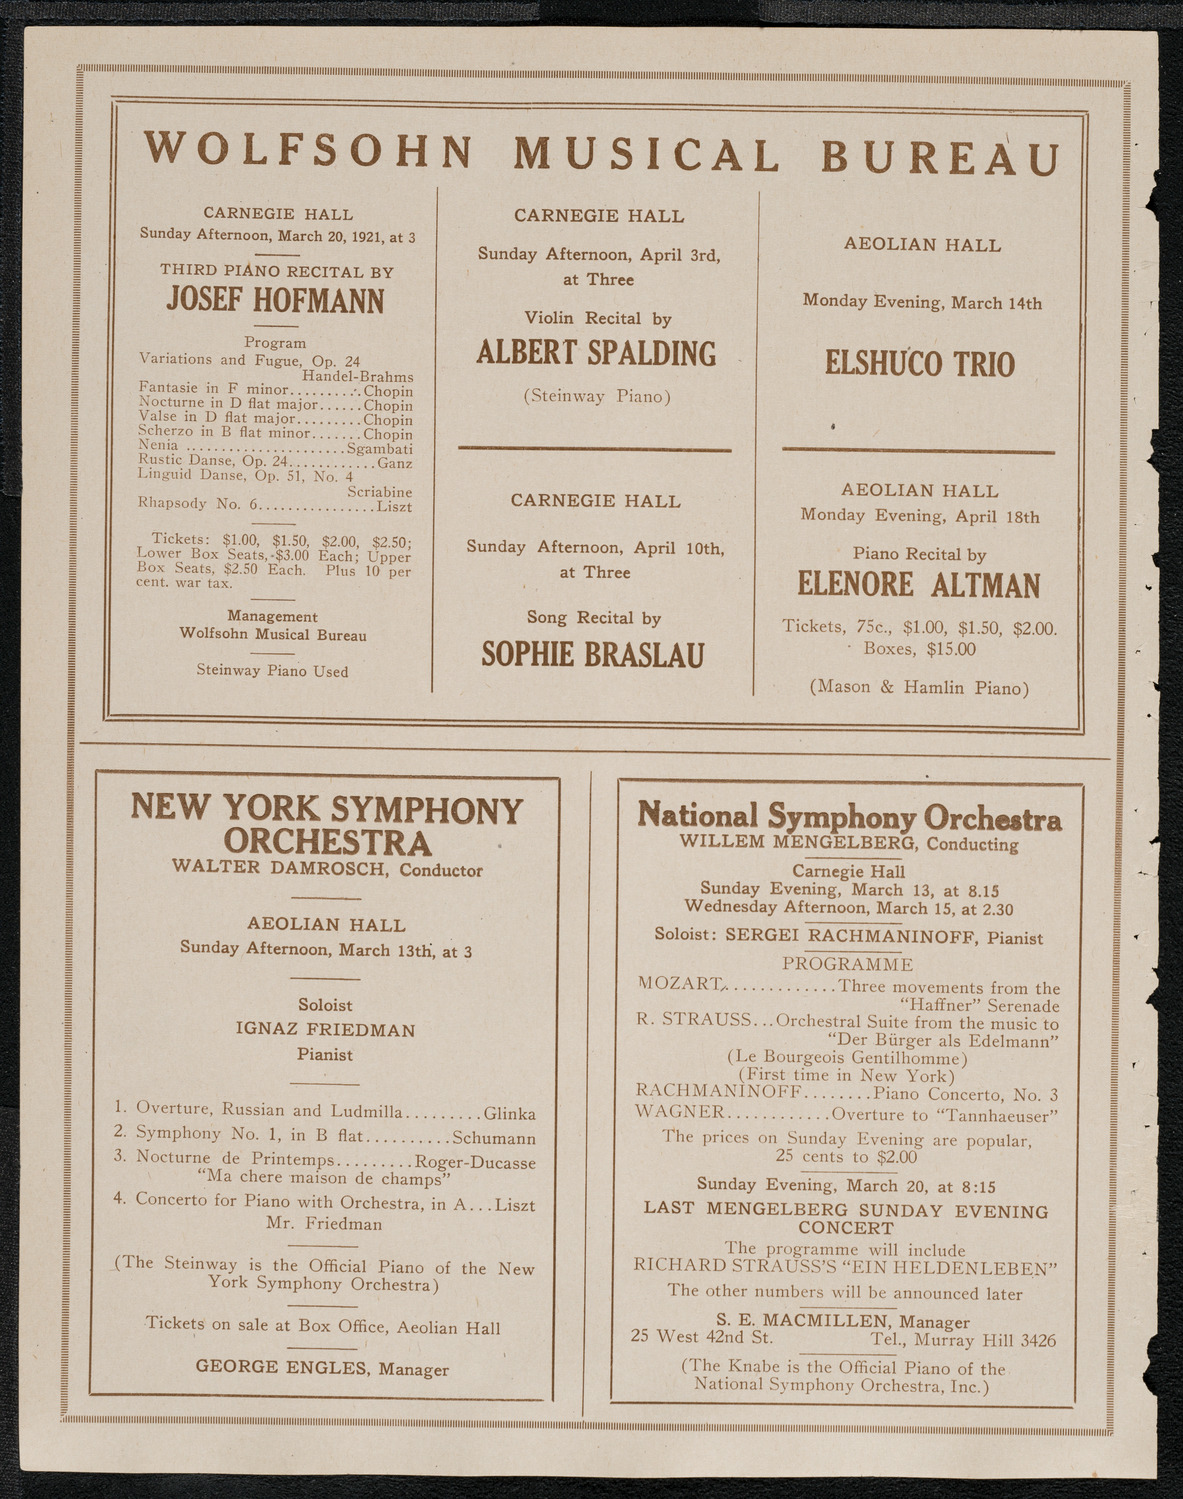 WOLFSOHN MUSICAL BUREAU
CARNEGIE HALL
Sunday Afternoon, March 20, 1921, at 3
THIRD PIANO RECITAL BY
JOSEF HOFMANN
Program
Variations and Fugue, Op. 24
Handel-Brahms
Fantasie in F minor..........Chopin
Nocturne in D flat major......Chopin
Valse in D flat major.........Chopin
Scherzo in B flat minor.......Chopin
Nenia ......................Sgambati
Rustic Danse, Op. 24............Ganz
Linguid Danse, Op. 51, No. 4
Scriabine
Rhapsody No. 6................Liszt
Tickets: $1.00, $1.50, $2.00, $2.50;
Lower Box Seats, $3.00 Each; Upper
Box Seats, $2.50 Each. Plus 10 per
cent. war tax.
Management
Wolfsohn Musical Bureau
Steinway Piano Used
CARNEGIE HALL
Sunday Afternoon, April 3rd,
at Three
Violin Recital by
ALBERT SPALDING
(Steinway Piano)
CARNEGIE HALL
Sunday Afternoon, April 10th,
at Three
Song Recital by
SOPHIE BRASLAU
AEOLIAN HALL
Monday Evening, March 14th
ELSHUCO TRIO
AEOLIAN HALL
Monday Evening, April 18th
Piano Recital by
ELENORE ALTMAN
Tickets, 75c., $1.00, $1.50, $2.00.
Boxes, $15.00
(Mason & Hamlin Piano)
NEW YORK SYMPHONY
ORCHESTRA
WALTER DAMROSCH, Conductor
AEOLIAN HALL
Sunday Afternoon, March 13th, at 3
Soloist
IGNAZ FRIEDMAN
Pianist
1. Overture, Russian and Ludmilla.........Glinka
2. Symphony No. 1, in B flat..........Schumann
3. Nocturne de Printemps.........Roger-Ducasse
"Ma chere maison de champs"
4. Concerto for Piano with Orchestra, in A...Liszt
Mr. Friedman
(The Steinway is the Official Piano of the New
York Symphony Orchestra)
Tickets on sale at Box Office, Aeolian Hall
GEORGE ENGLES, Manager
National Symphony Orchestra
WILLEM MENGELBERG, Conducting
Carnegie Hall
Sunday Evening, March 13, at 8.15
Wednesday Afternoon, March 15, at 2.30
Soloist: SERGEI RACHMANINOFF, Pianist
PROGRAMME
MOZART.............Three movements from the
"Haffner" Serenade
R. STRAUSS...Orchestral Suite from the music to
"Der Bürger als Edelmann"
(Le Bourgeois Gentilhomme)
(First time in New York)
RACHMANINOFF........Piano Concerto, No. 3
WAGNER............Overture to "Tannhaeuser"
The prices on Sunday Evening are popular,
25 cents to $2.00
Sunday Evening, March 20, at 8:15
LAST MENGELBERG SUNDAY EVENING
CONCERT
The programme will include
RICHARD STRAUSS'S "EIN HELDENLEBEN"
The other numbers will be announced later
S. E. MACMILLEN, Manager
25 West 42nd St. Tel., Murray Hill 3426
(The Knabe is the Official Piano of the
National Symphony Orchestra, Inc.)